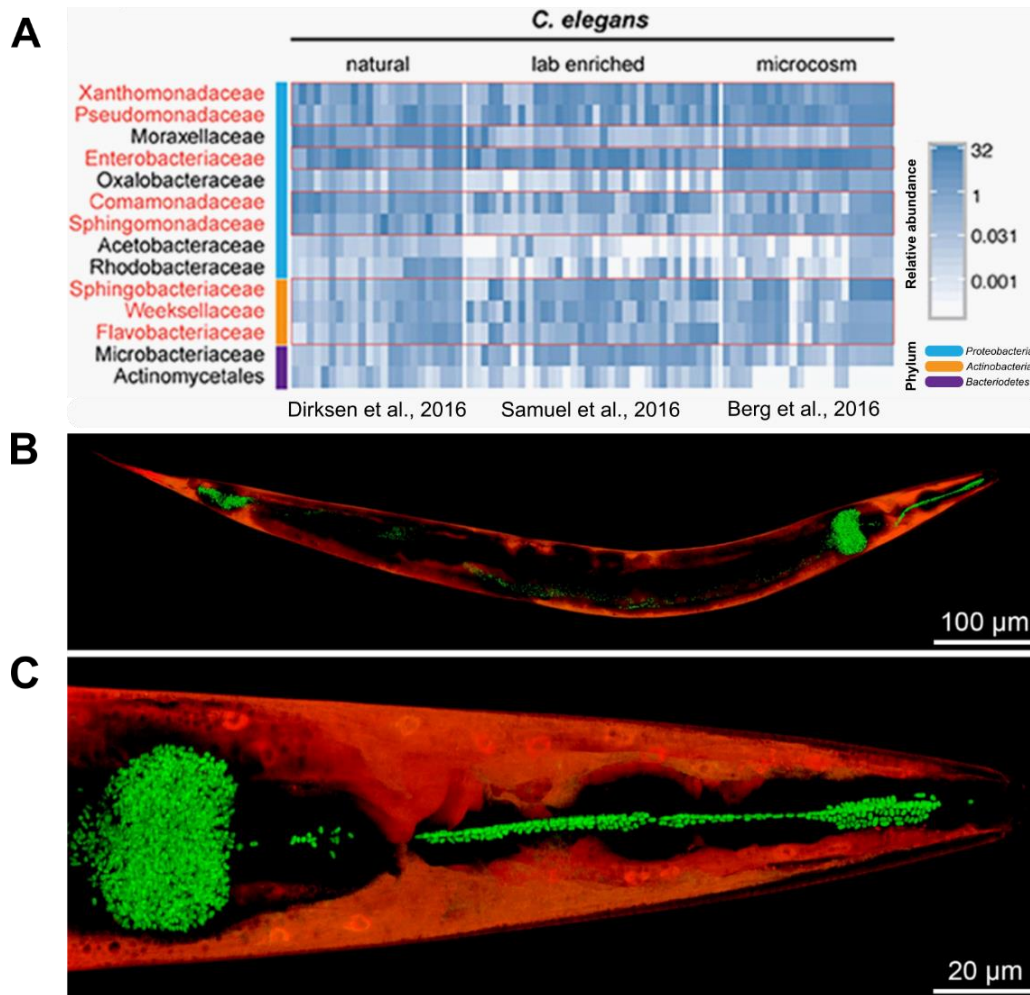 A
C. elegans
natural lab enriched microcosm
Xanthomonadaceae
Pseudomonadaceae
Moraxellaceae
Enterobacteriaceae
Oxalobacteraceae
Comamonadaceae
Sphingomonadaceae
Acetobacteraceae
Rhodobacteraceae
Sphingobacteriaceae
Weeksellaceae
Flavobacteriaceae
Microbacteriaceae
Actinomycetales
Relative abundance
32
1
0.031
0.001
Phylum
Proteobacteria
Actinobacteria
Bacteriodetes
Dirksen et al., 2016 Samuel et al., 2016 Berg et al., 2016
B
100 µm
C
20 µm